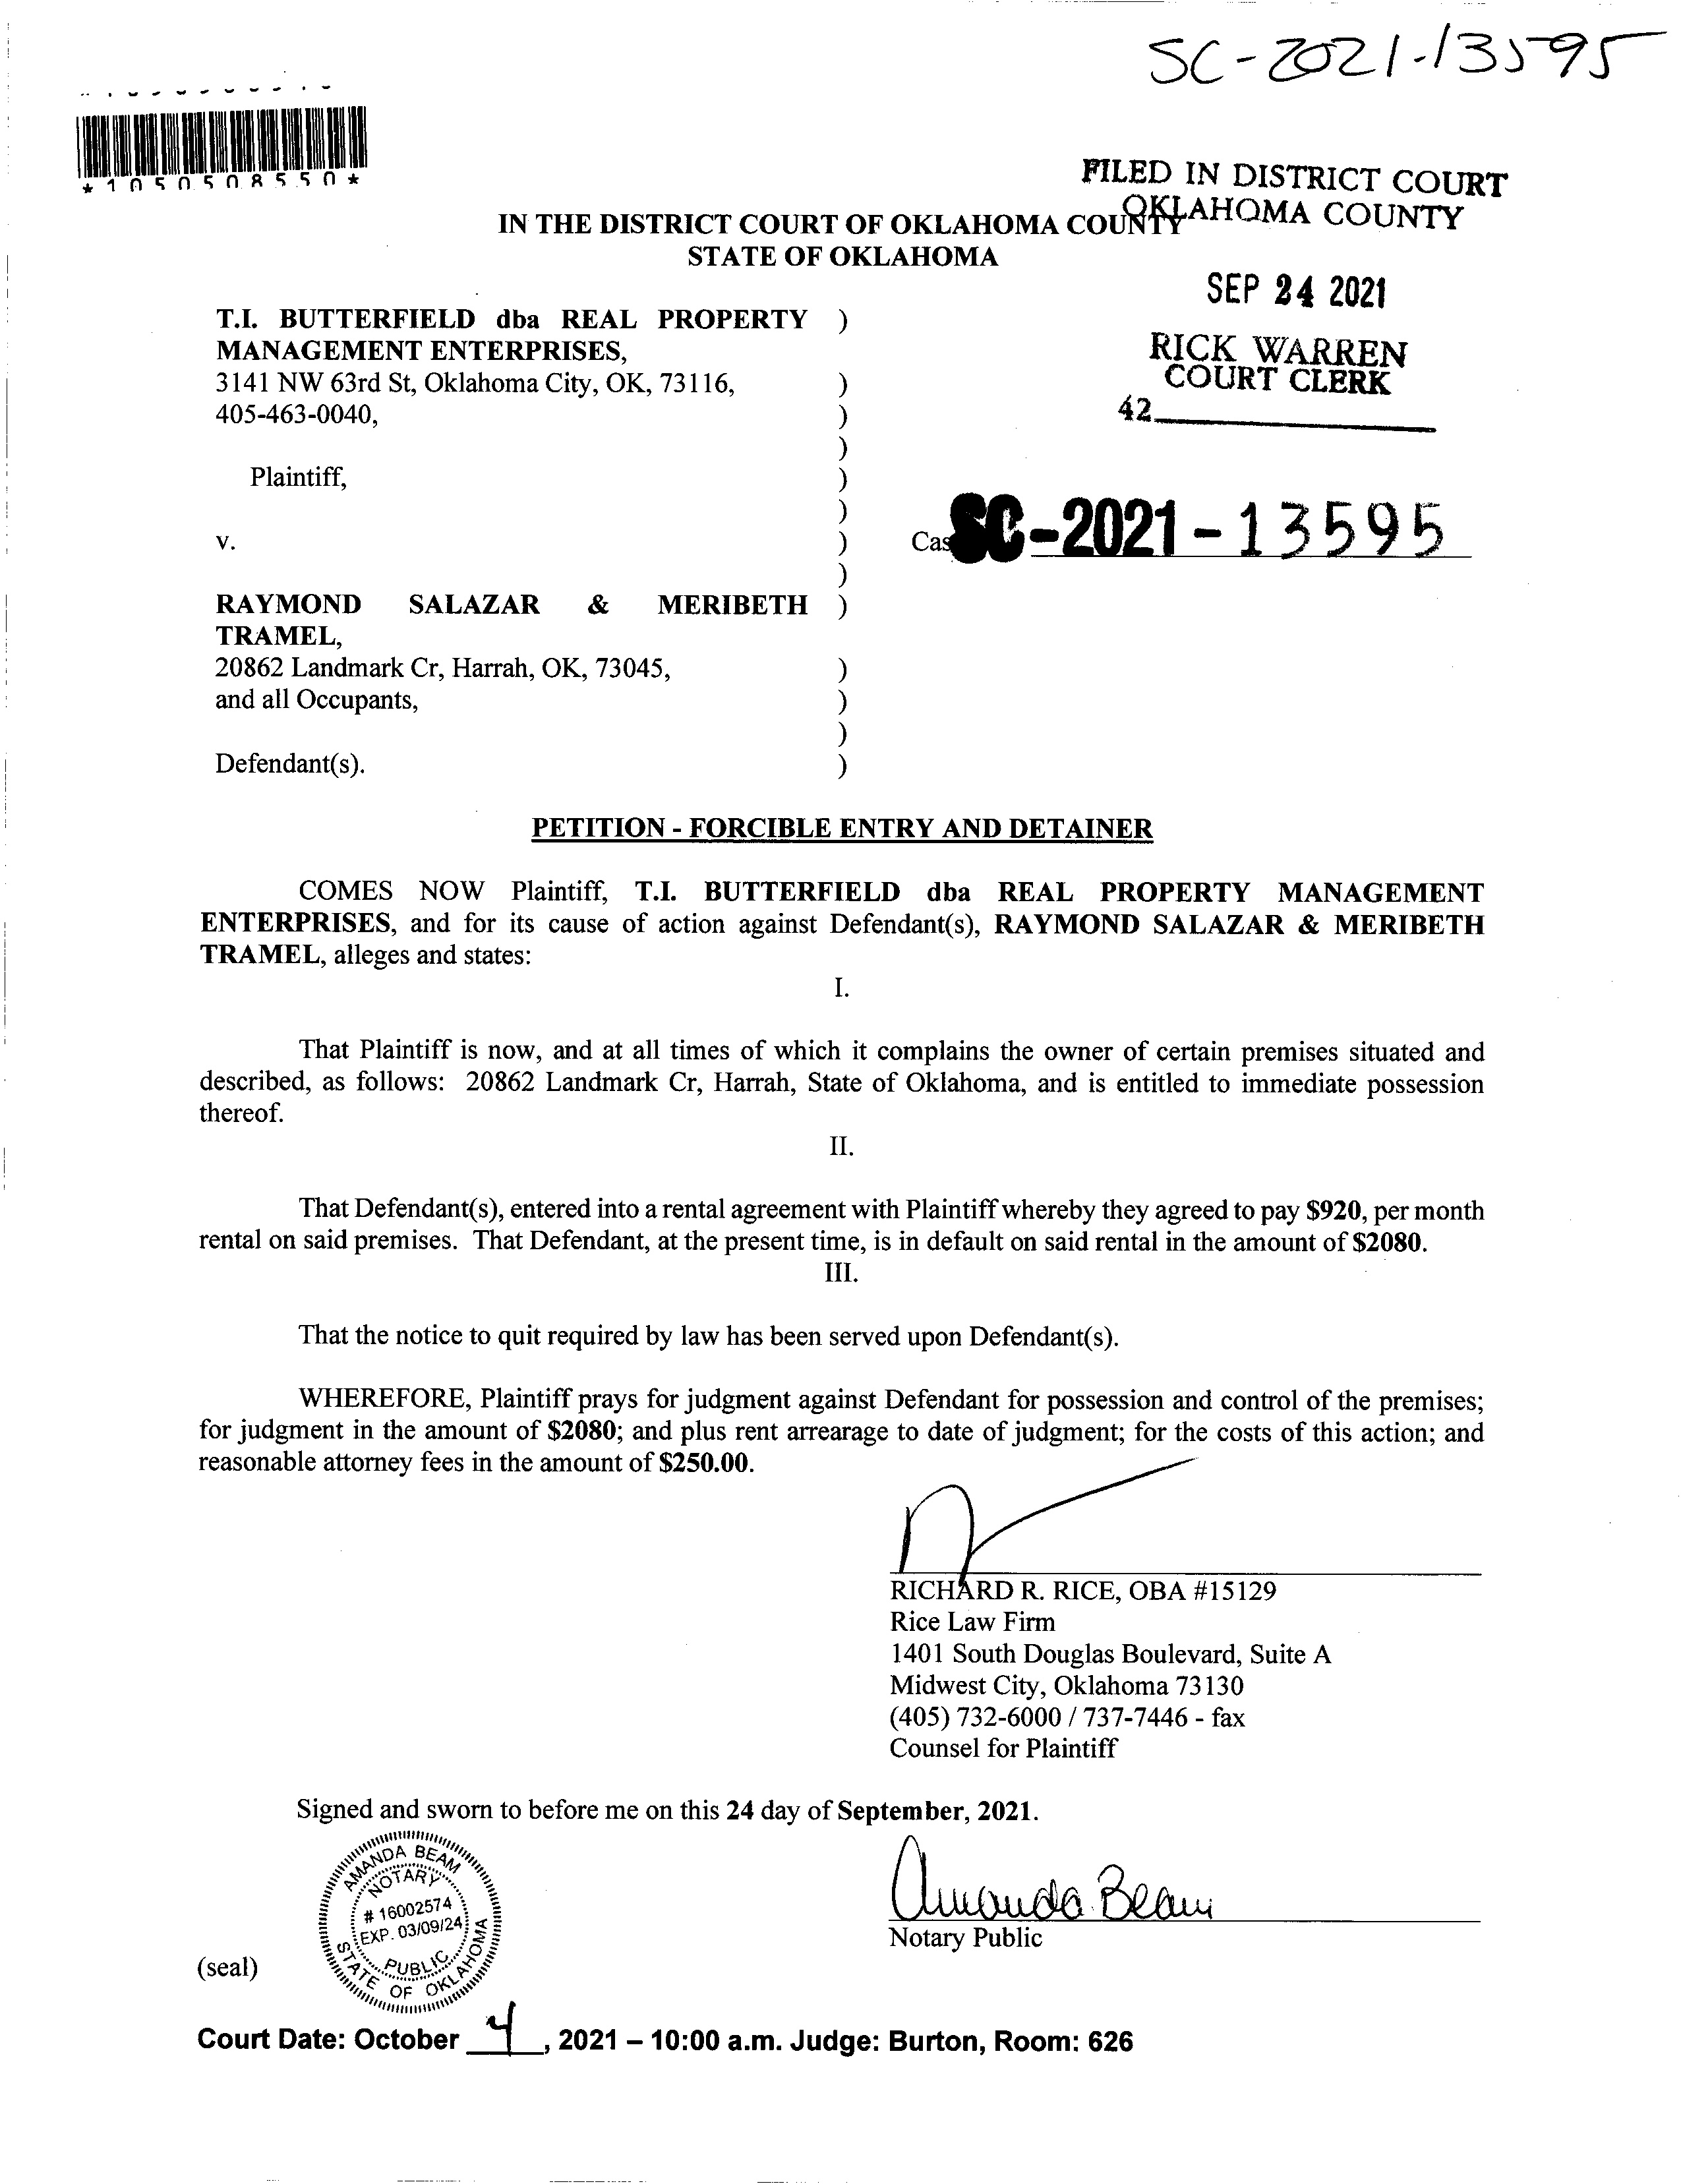 SC-2021-13595
*1050508550*
FILED IN DISTRICT COURT
OKLAHOMA COUNTY
IN THE DISTRICT COURT OF OKLAHOMA COUNTY
STATE OF OKLAHOMA
SEP 24 2021
RICK WARREN
COURT CLERK
42
T.I. BUTTERFIELD dba REAL PROPERTY )
MANAGEMENT ENTERPRISES,
3141 NW 63rd St, Oklahoma City, OK, 73116, )
405-463-0040, )
)
Plaintiff, )
)
v. )
Cas SC-2021-13595
)
RAYMOND SALAZAR & MERIBETH )
TRAMEL,
20862 Landmark Cr, Harrah, OK, 73045, )
and all Occupants, )
)
Defendant(s). )
PETITION - FORCIBLE ENTRY AND DETAINER
COMES NOW Plaintiff, T.I. BUTTERFIELD dba REAL PROPERTY MANAGEMENT
ENTERPRISES, and for its cause of action against Defendant(s), RAYMOND SALAZAR & MERIBETH
TRAMEL, alleges and states:
I.
That Plaintiff is now, and at all times of which it complains the owner of certain premises situated and
described, as follows: 20862 Landmark Cr, Harrah, State of Oklahoma, and is entitled to immediate possession
thereof.
II.
That Defendant(s), entered into a rental agreement with Plaintiff whereby they agreed to pay $920, per month
rental on said premises. That Defendant, at the present time, is in default on said rental in the amount of $2080.
III.
That the notice to quit required by law has been served upon Defendant(s).
WHEREFORE, Plaintiff prays for judgment against Defendant for possession and control of the premises;
for judgment in the amount of $2080; and plus rent arrearage to date of judgment; for the costs of this action; and
reasonable attorney fees in the amount of $250.00.
RICHARD R. RICE, OBA #15129
Rice Law Firm
1401 South Douglas Boulevard, Suite A
Midwest City, Oklahoma 73130
(405) 732-6000 / 737-7446 - fax
Counsel for Plaintiff
Signed and sworn to before me on this 24 day of September, 2021.
AMANDA BEAM
NOTARY
# 16002574
EXP. 03/09/24
PUBLIC
STATE OF OKLAHOMA
Amanda Beam
Notary Public
(seal)
Court Date: October 4, 2021 – 10:00 a.m. Judge: Burton, Room: 626